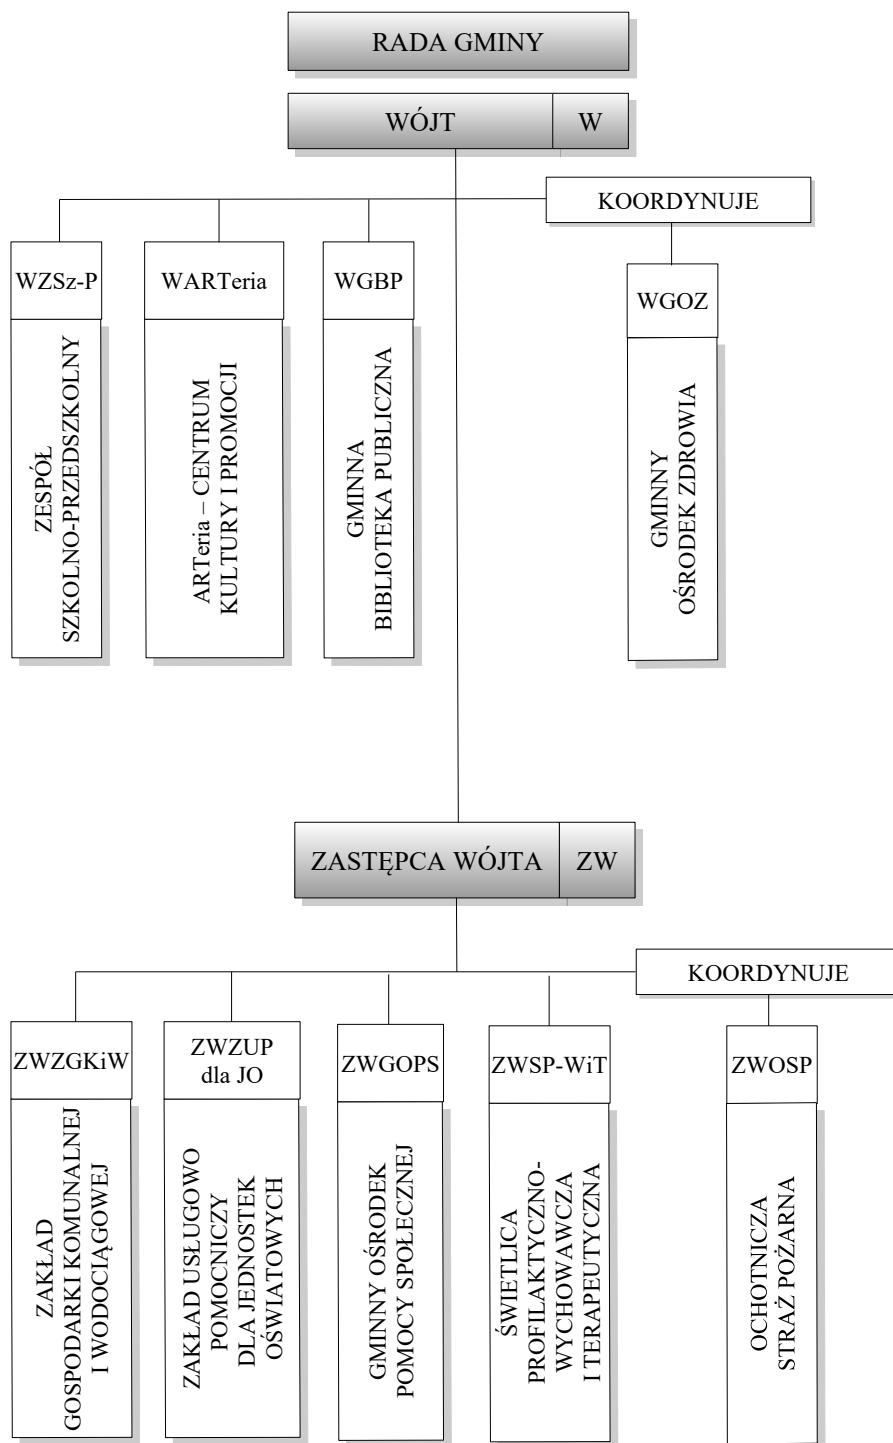 RADA GMINY
WÓJT
W
KOORDYNUJE
WZSz-P
WARTeria
WGBP
WGOZ
ZESPÓŁ
SZKOLNO-PRZEDSZKOLNY
ARTeria – CENTRUM
KULTURY I PROMOCJI
GMINNA
BIBLIOTEKA PUBLICZNA
GMINNY
OŚRODEK ZDROWIA
ZASTĘPCA WÓJTA
ZW
KOORDYNUJE
ZWZGKiW
ZWZUP
dla JO
ZWGOPS
ZWSP-WiT
ZWOSP
ZAKŁAD
GOSPODARKI KOMUNALNEJ
I WODOCIĄGOWEJ
ZAKŁAD USŁUGOWO
POMOCNICZY
DLA JEDNOSTEK
OŚWIATOWYCH
GMINNY OŚRODEK
POMOCY SPOŁECZNEJ
ŚWIETLICA
PROFILAKTYCZNO-
WYCHOWAWCZA
I TERAPEUTYCZNA
OCHOTNICZA
STRAŻ POŻARNA